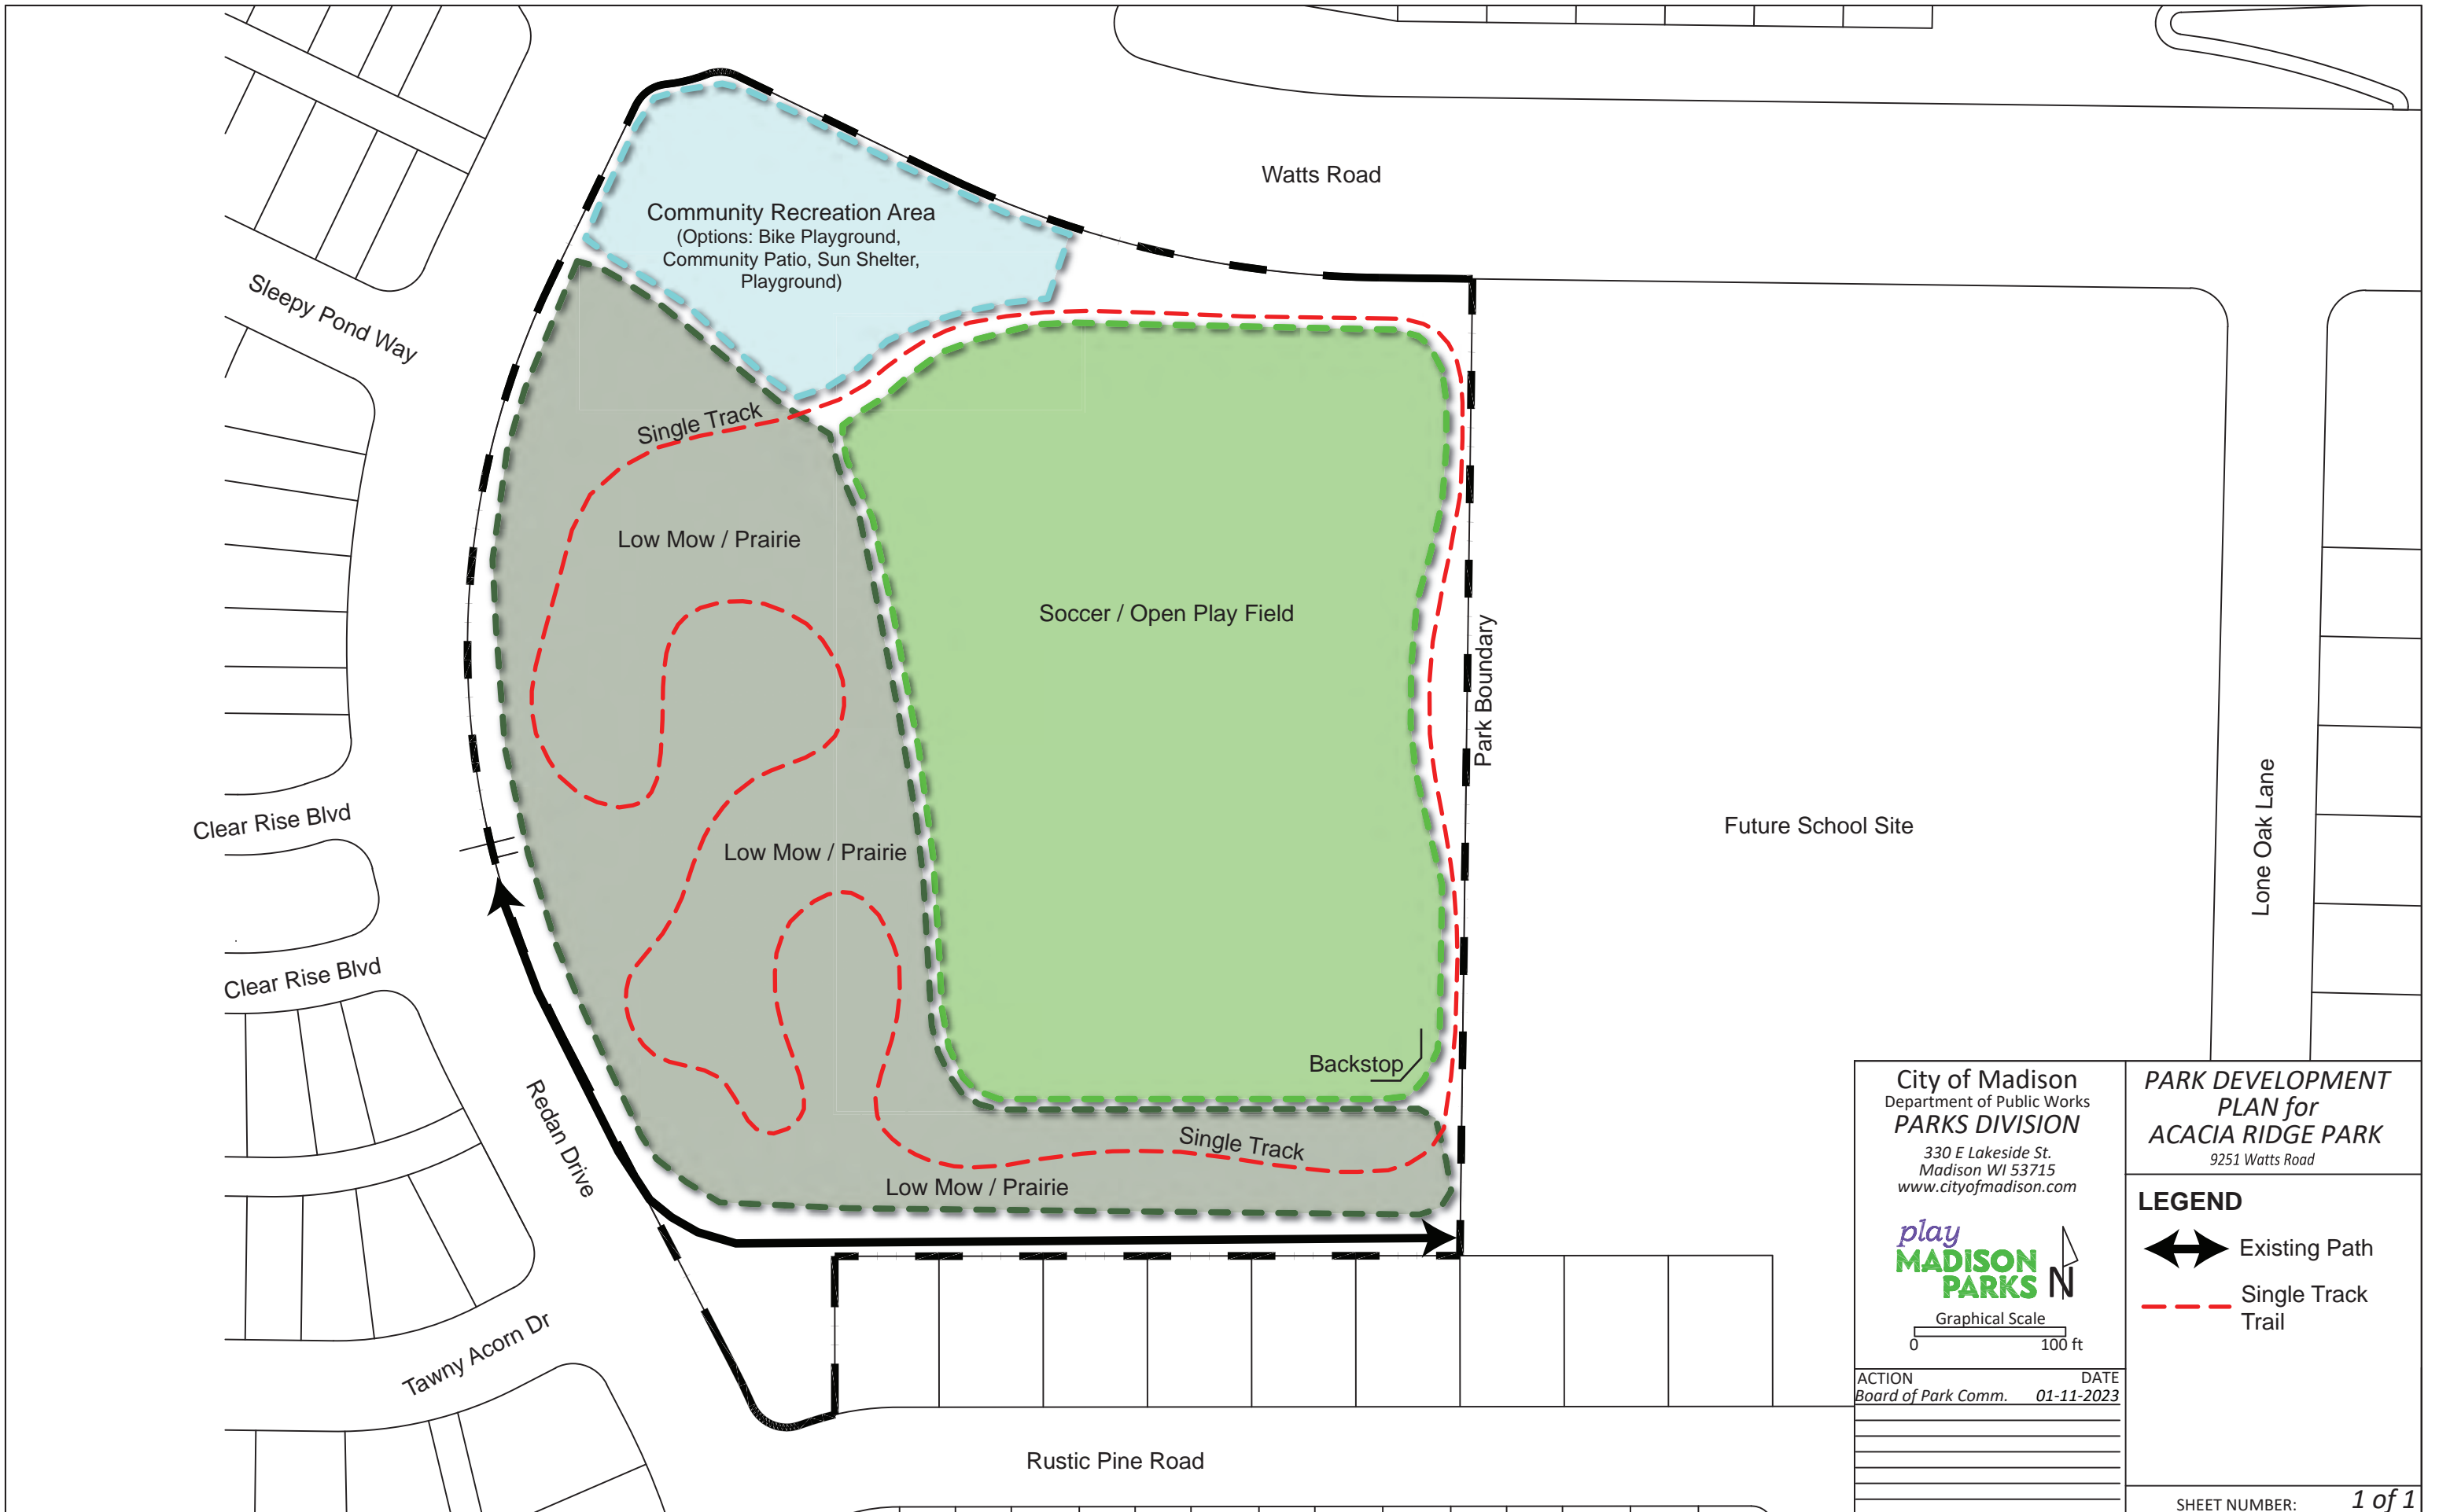 Watts Road
Community Recreation Area
(Options: Bike Playground,
Community Patio, Sun Shelter,
Playground)
Sleepy Pond Way
Single Track
Low Mow / Prairie
Soccer / Open Play Field
Park Boundary
Clear Rise Blvd
Low Mow / Prairie
Future School Site
Lone Oak Lane
Clear Rise Blvd
Backstop
Redan Drive
Single Track
Low Mow / Prairie
Tawny Acorn Dr
Rustic Pine Road
City of Madison
Department of Public Works
PARKS DIVISION
330 E Lakeside St.
Madison WI 53715
www.cityofmadison.com
play
MADISON
PARKS
N
Graphical Scale
0 100 ft
ACTION DATE
Board of Park Comm. 01-11-2023
PARK DEVELOPMENT
PLAN for
ACACIA RIDGE PARK
9251 Watts Road
LEGEND
Existing Path
Single Track
Trail
SHEET NUMBER: 1 of 1